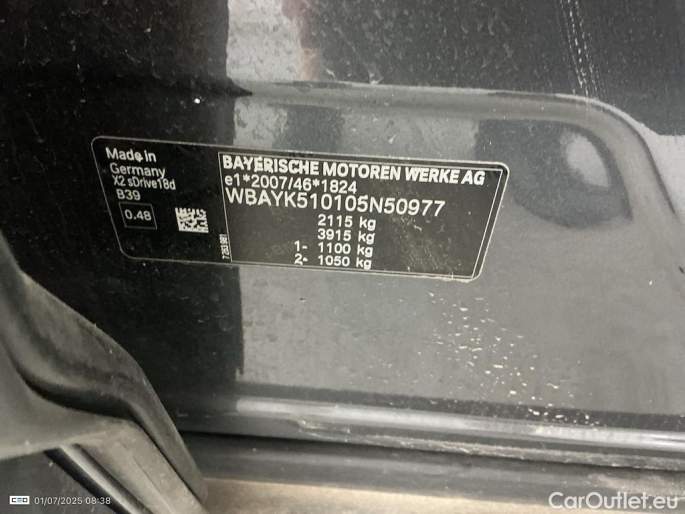 Made in
Germany
X2 sDrive18d
B39
0.48
BAYERISCHE MOTOREN WERKE AG
e1*2007/46*1824
WBAYK510105N50977
2115 kg
3915 kg
1- 1100 kg
2- 1050 kg
01/07/2025 08:38
CarOutlet.eu